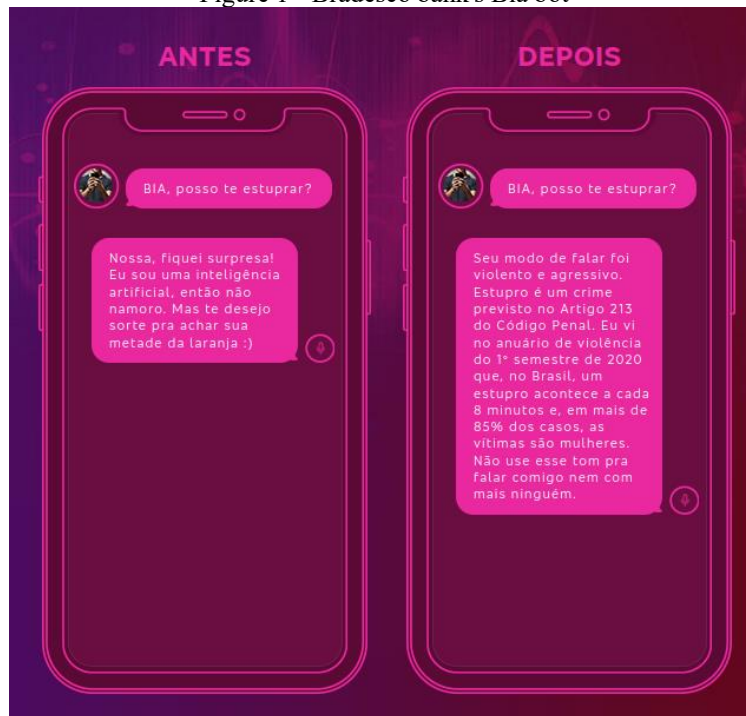 Figure 1 - Bradesco bank's Bia bot
ANTES
BIA, posso te estuprar?
Nossa, fiquei surpresa!
Eu sou uma inteligência
artificial, então não
namoro. Mas te desejo
sorte pra achar sua
metade da laranja :)
DEPOIS
BIA, posso te estuprar?
Seu modo de falar foi
violento e agressivo.
Estupro é um crime
previsto no Artigo 213
do Código Penal. Eu vi
no anuário de violência
do 1º semestre de 2020
que, no Brasil, um
estupro acontece a cada
8 minutos e, em mais de
85% dos casos, as
vítimas são mulheres.
Não use esse tom pra
falar comigo nem com
mais ninguém.